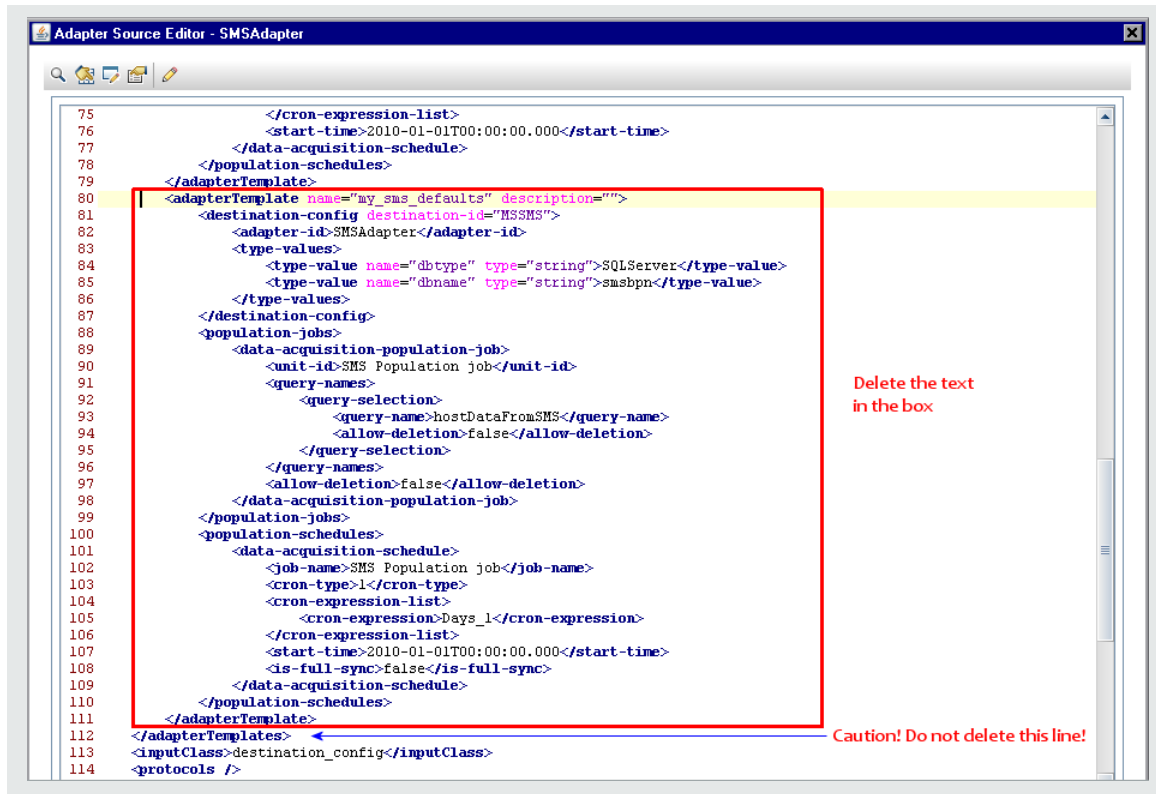 Adapter Source Editor - SMSAdapter
75 </cron-expression-list>
76 <start-time>2010-01-01T00:00:00.000</start-time>
77 </data-acquisition-schedule>
78 </population-schedules>
79 </adapterTemplate>
80 <adapterTemplate name="my_sms_defaults" description="">
81 <destination-config destination-id="MSSMS">
82 <adapter-id>SMSAdapter</adapter-id>
83 <type-values>
84 <type-value name="dbtype" type="string">SQLServer</type-value>
85 <type-value name="dbname" type="string">smsbpn</type-value>
86 </type-values>
87 </destination-config>
88 <population-jobs>
89 <data-acquisition-population-job>
90 <unit-id>SMS Population job</unit-id>
91 <query-names>
92 <query-selection>
93 <query-name>hostDataFromSMS</query-name>
94 <allow-deletion>false</allow-deletion>
95 </query-selection>
96 </query-names>
97 <allow-deletion>false</allow-deletion>
98 </data-acquisition-population-job>
99 </population-jobs>
100 <population-schedules>
101 <data-acquisition-schedule>
102 <job-name>SMS Population job</job-name>
103 <cron-type>1</cron-type>
104 <cron-expression-list>
105 <cron-expression>Days_1</cron-expression>
106 </cron-expression-list>
107 <start-time>2010-01-01T00:00:00.000</start-time>
108 <is-full-sync>false</is-full-sync>
109 </data-acquisition-schedule>
110 </population-schedules>
111 </adapterTemplate>
112 </adapterTemplates>
113 <inputClass>destination_config</inputClass>
114 <protocols />
Delete the text
in the box
Caution! Do not delete this line!